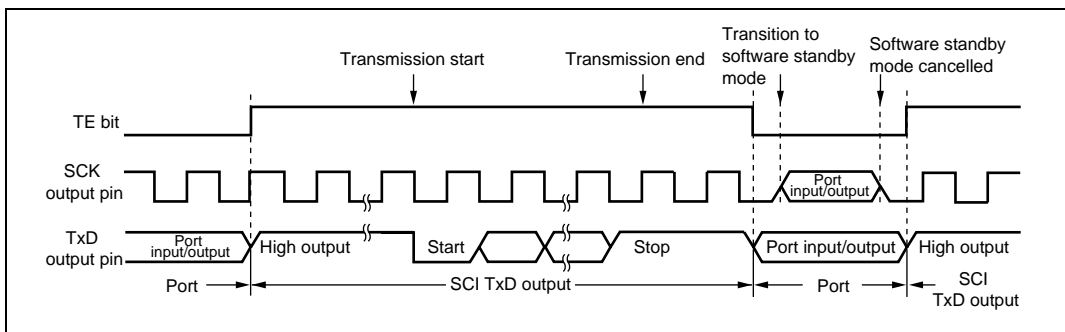 Transmission start
Transmission end
Transition to
software standby
mode
Software standby
mode cancelled
TE bit
SCK
output pin
Port
input/output
TxD
output pin
Port
input/output
High output
Start
Stop
Port input/output
High output
Port
SCI TxD output
Port
SCI
TxD output